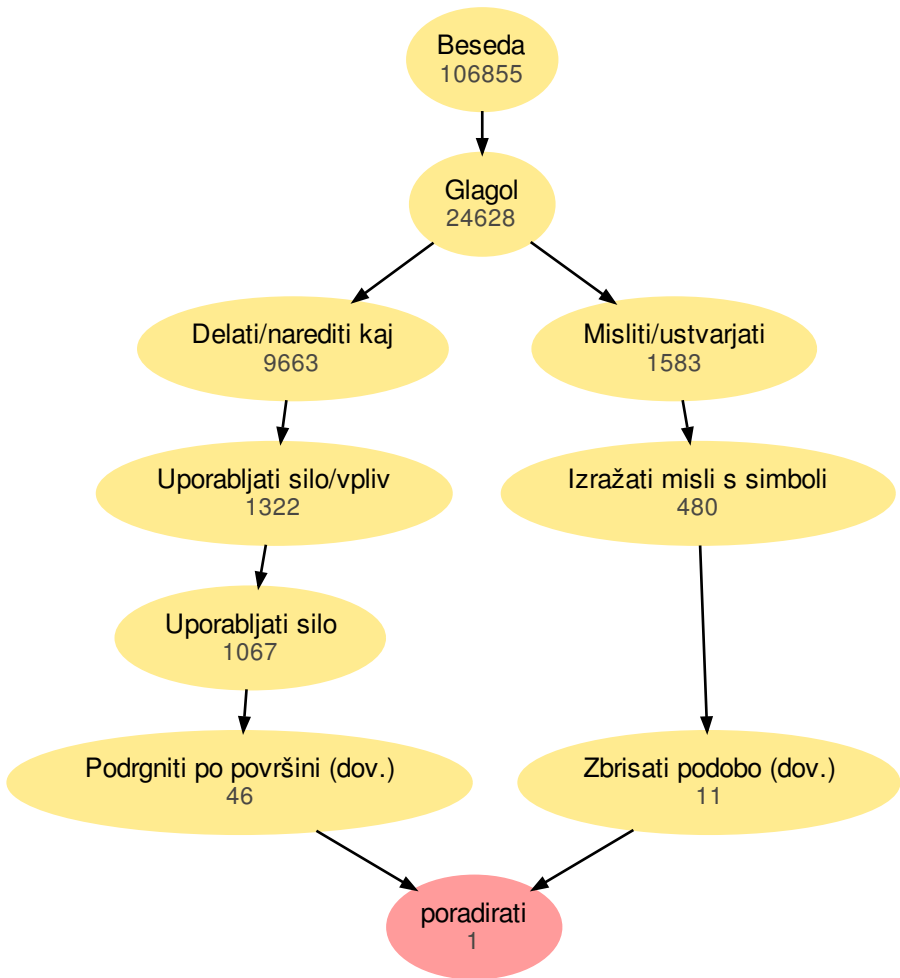 Beseda
106855
Glagol
24628
Delati/narediti kaj
9663
Misliti/ustvarjati
1583
Uporabljati silo/vpliv
1322
Izražati misli s simboli
480
Uporabljati silo
1067
Podrgniti po površini (dov.)
46
Zbrisati podobo (dov.)
11
poradirati
1